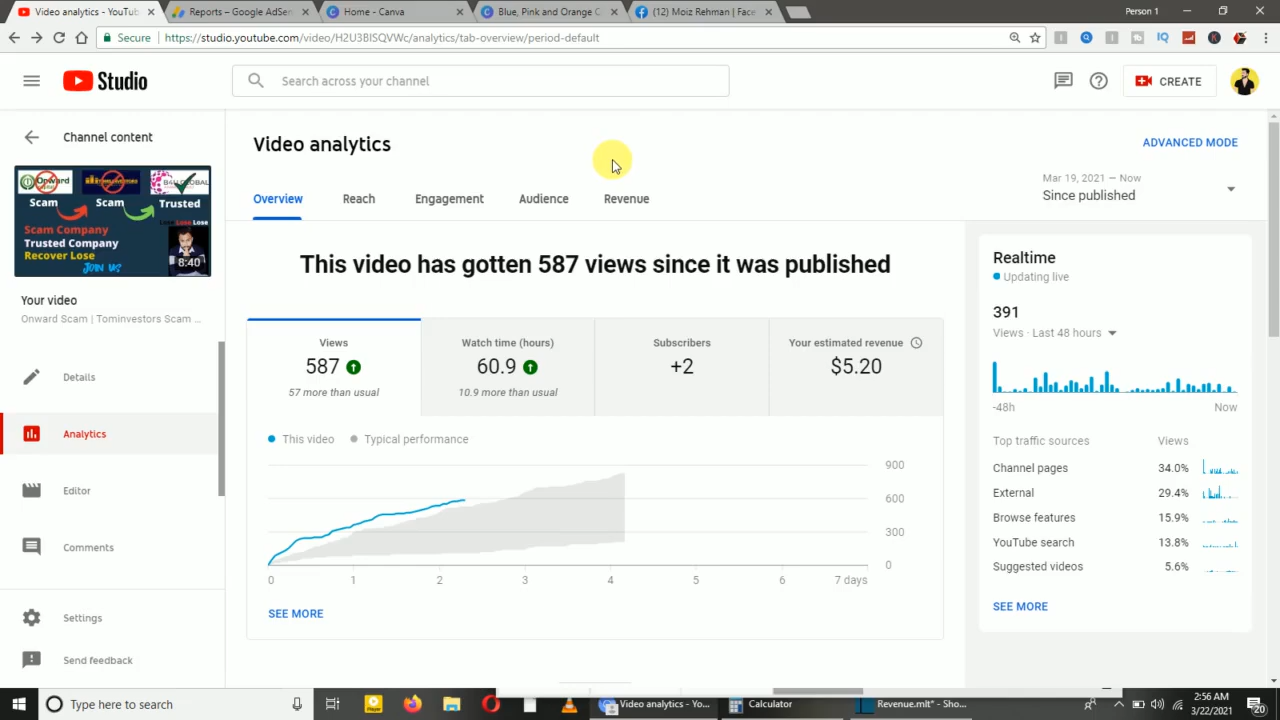 Video analytics - YouTub
Reports – Google AdSen
Home - Canva
Blue, Pink and Orange C
(12) Moiz Rehman | Face
Person 1
Secure
https://studio.youtube.com/video/H2U3BISQVWc/analytics/tab-overview/period-default
Studio
Search across your channel
CREATE
Channel content
Scam
Scam
Trusted
Scam Company
Trusted Company
Recover Lose
JOIN US
8:40
Your video
Onward Scam | Tominvestors Scam ...
Details
Analytics
Editor
Comments
Settings
Send feedback
Video analytics
ADVANCED MODE
Overview
Reach
Engagement
Audience
Revenue
Mar 19, 2021 – Now
Since published
This video has gotten 587 views since it was published
Views
587
57 more than usual
Watch time (hours)
60.9
10.9 more than usual
Subscribers
+2
Your estimated revenue
$5.20
This video
Typical performance
900
600
300
0
0 1 2 3 4 5 6 7 days
SEE MORE
Realtime
Updating live
391
Views · Last 48 hours
-48h
Now
Top traffic sources
Views
Channel pages 34.0%
External 29.4%
Browse features 15.9%
YouTube search 13.8%
Suggested videos 5.6%
SEE MORE
Type here to search
Video analytics - Yo...
Calculator
Revenue.mlt* - Sho...
2:56 AM
3/22/2021
20